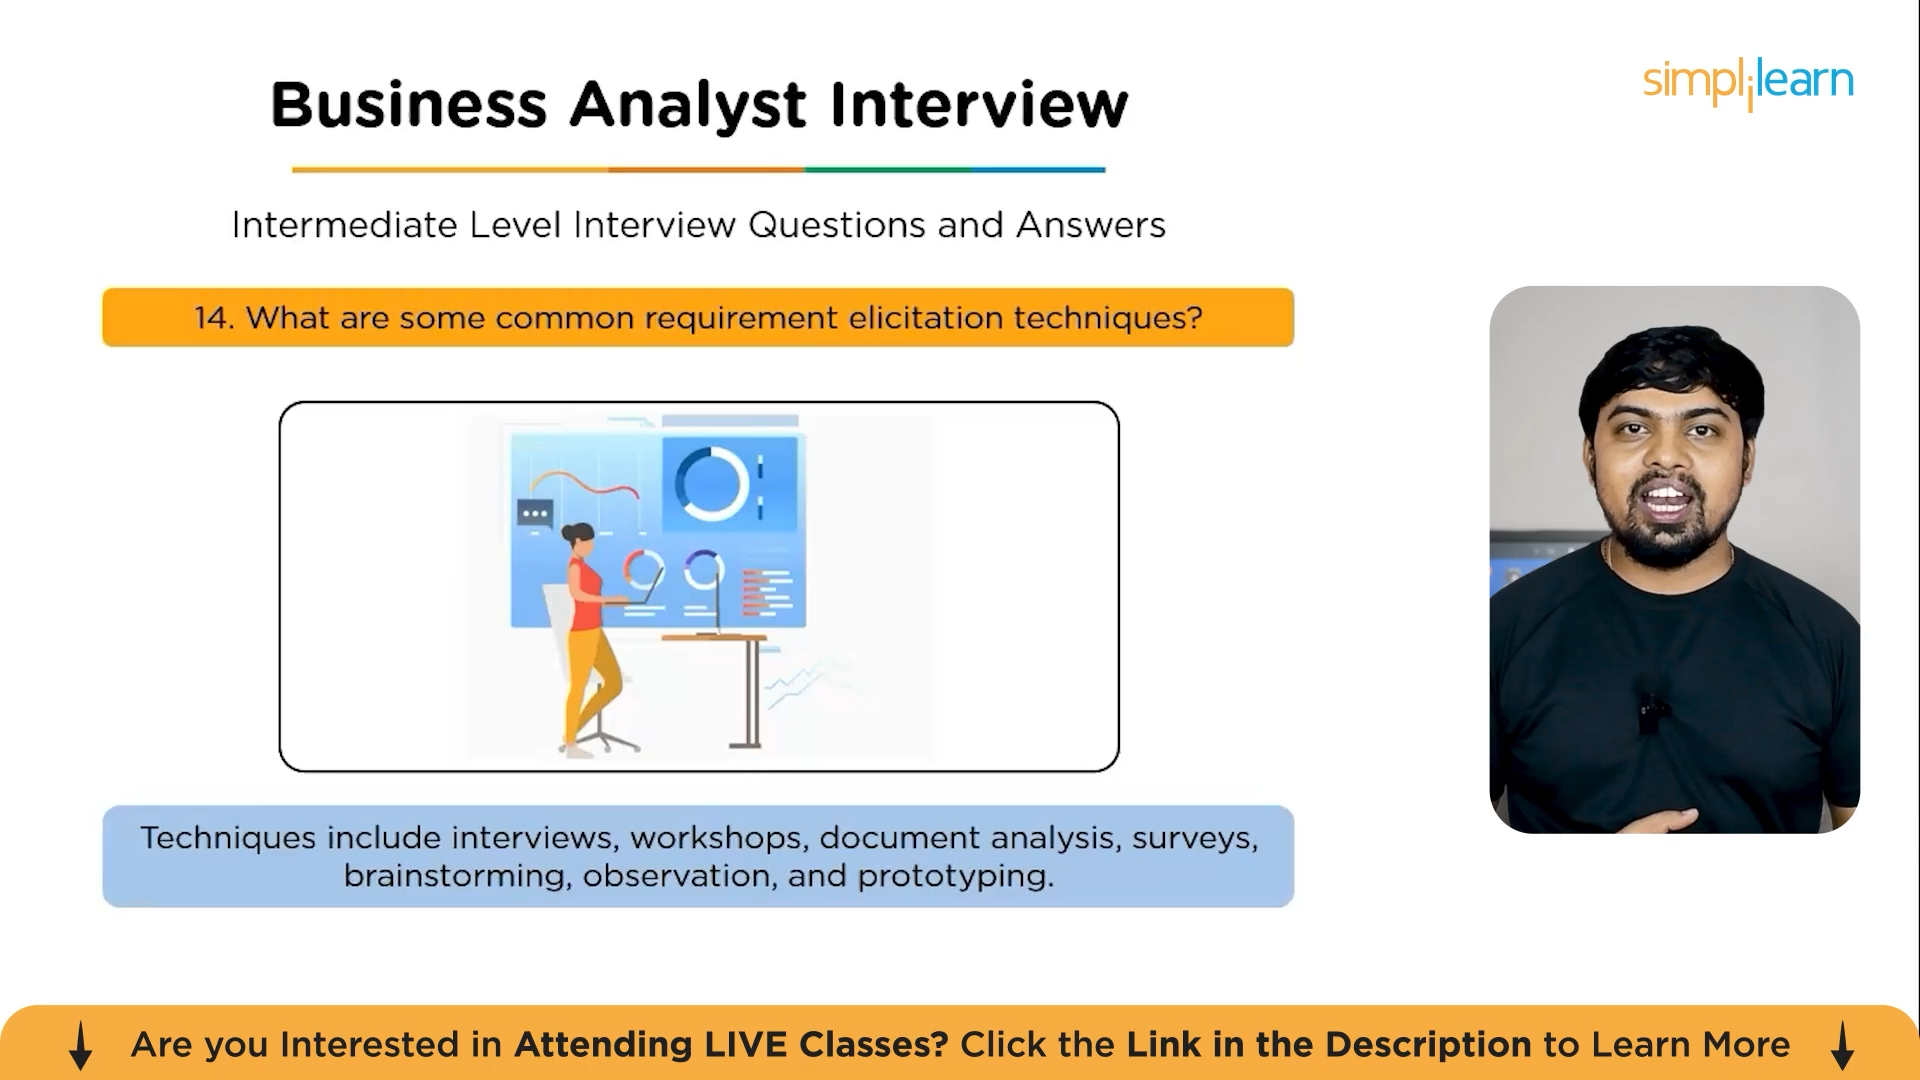 simplilearn
Business Analyst Interview
Intermediate Level Interview Questions and Answers
14. What are some common requirement elicitation techniques?
Techniques include interviews, workshops, document analysis, surveys,
brainstorming, observation, and prototyping.
Are you Interested in Attending LIVE Classes? Click the Link in the Description to Learn More